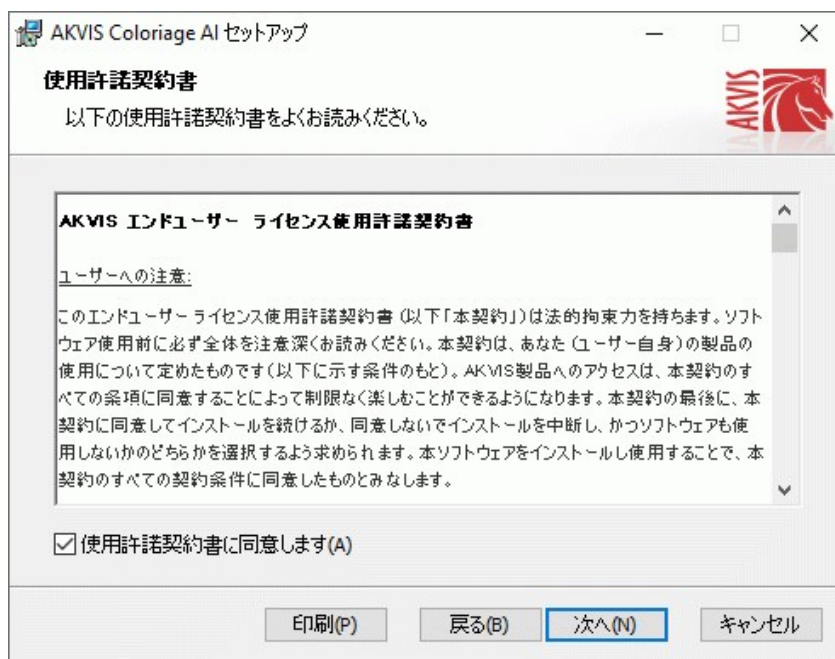 AKVIS Coloriage AI セットアップ
使用許諾契約書
以下の使用許諾契約書をよくお読みください。
AKVIS
AKVIS エンドユーザー ライセンス使用許諾契約書
ユーザーへの注意:
このエンドユーザー ライセンス使用許諾契約書 (以下「本契約」)は法的拘束力を持ちます。ソフト
ウェア使用前に必ず全体を注意深くお読みください。本契約は、あなた (ユーザー自身)の製品の
使用について定めたものです(以下に示す条件のもと)。AKVIS製品へのアクセスは、本契約のす
べての条項に同意することによって制限なく楽しむことができるようになります。本契約の最後に、本
契約に同意してインストールを続けるか、同意しないでインストールを中断し、かつソフトウェアも使
用しないかのどちらかを選択するよう求められます。本ソフトウェアをインストールし使用することで、本
契約のすべての契約条件に同意したものとみなします。
使用許諾契約書に同意します(A)
印刷(P)
戻る(B)
次へ(N)
キャンセル